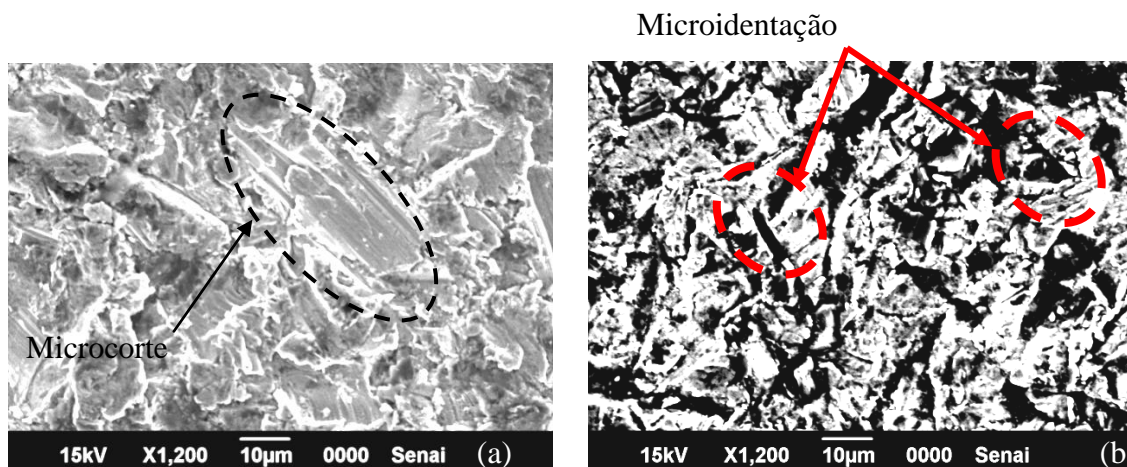 Microidentação
Microcorte
15kV X1,200 10µm 0000 Senai (a)
15kV X1,200 10µm 0000 Senai (b